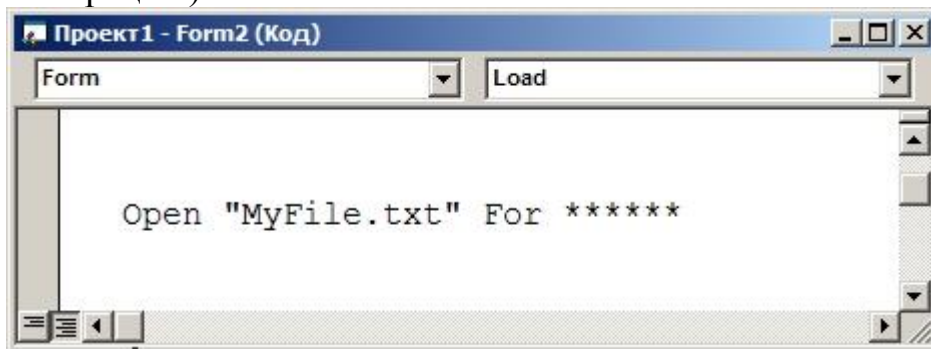 Проект1 - Form2 (Код)
Form Load
Open "MyFile.txt" For ******